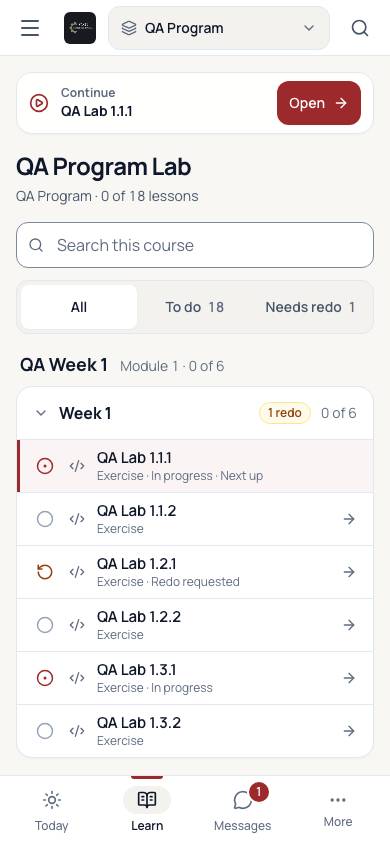 QA Program
Continue
QA Lab 1.1.1
Open
QA Program Lab
QA Program · 0 of 18 lessons
Search this course
All
To do 18
Needs redo 1
QA Week 1 Module 1 · 0 of 6
Week 1
1 redo
0 of 6
QA Lab 1.1.1
Exercise · In progress · Next up
QA Lab 1.1.2
Exercise
QA Lab 1.2.1
Exercise · Redo requested
QA Lab 1.2.2
Exercise
QA Lab 1.3.1
Exercise · In progress
QA Lab 1.3.2
Exercise
1
Today
Learn
Messages
More